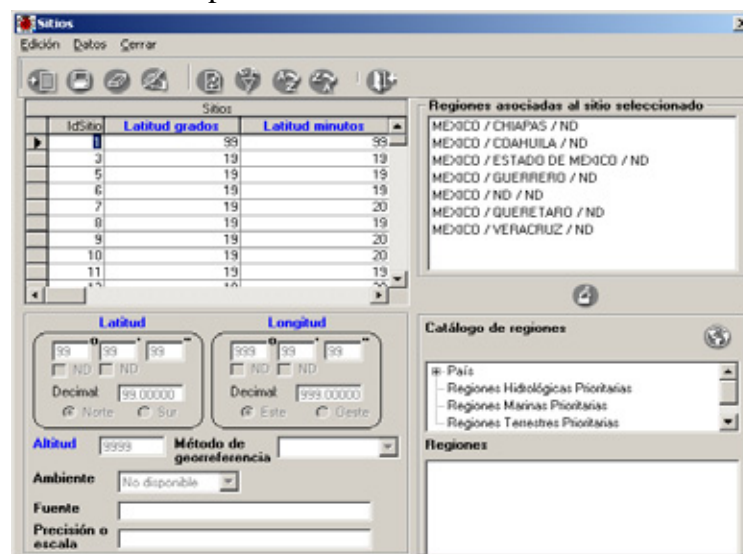 Sitios
Edición Datos Cerrar
Sitios
IdSitio Latitud grados Latitud minutos
1 99 99
3 19 19
5 19 19
6 19 19
7 19 20
8 19 19
9 19 20
10 19 20
11 19 19
Regiones asociadas al sitio seleccionado
MEXICO / CHIAPAS / ND
MEXICO / COAHUILA / ND
MEXICO / ESTADO DE MEXICO / ND
MEXICO / GUERRERO / ND
MEXICO / ND / ND
MEXICO / QUERETARO / ND
MEXICO / VERACRUZ / ND
Latitud
99 º 99 ' 99 "
ND ND
Decimal 99.00000
Norte Sur
Longitud
999 º 99 ' 99 "
ND ND
Decimal 999.00000
Este Oeste
Altitud 9999 Método de georreferencia
Ambiente No disponible
Fuente
Precisión o
escala
Catálogo de regiones
País
Regiones Hidrológicas Prioritarias
Regiones Marinas Prioritarias
Regiones Terrestres Prioritarias
Regiones